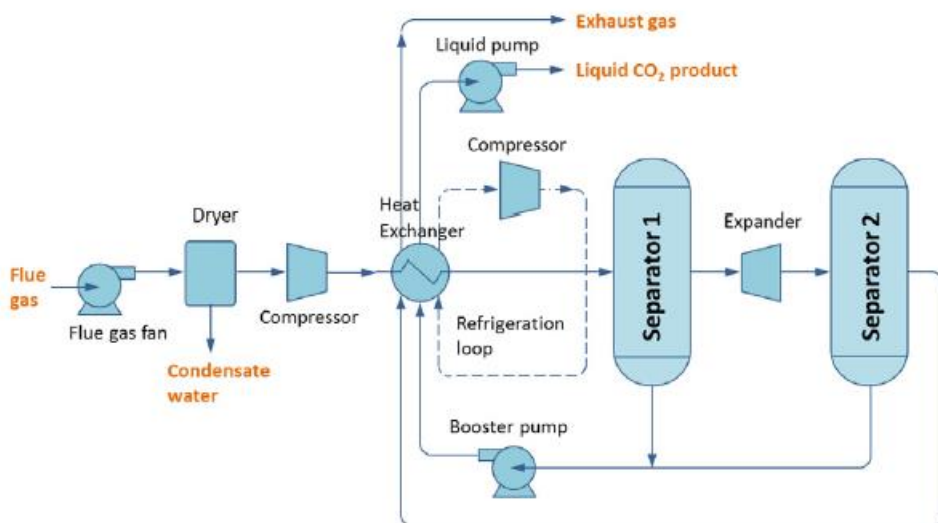 Exhaust gas
Liquid pump
Liquid CO₂ product
Compressor
Heat
Exchanger
Dryer
Separator 1
Expander
Separator 2
Flue
gas
Flue gas fan
Compressor
Refrigeration
loop
Condensate
water
Booster pump